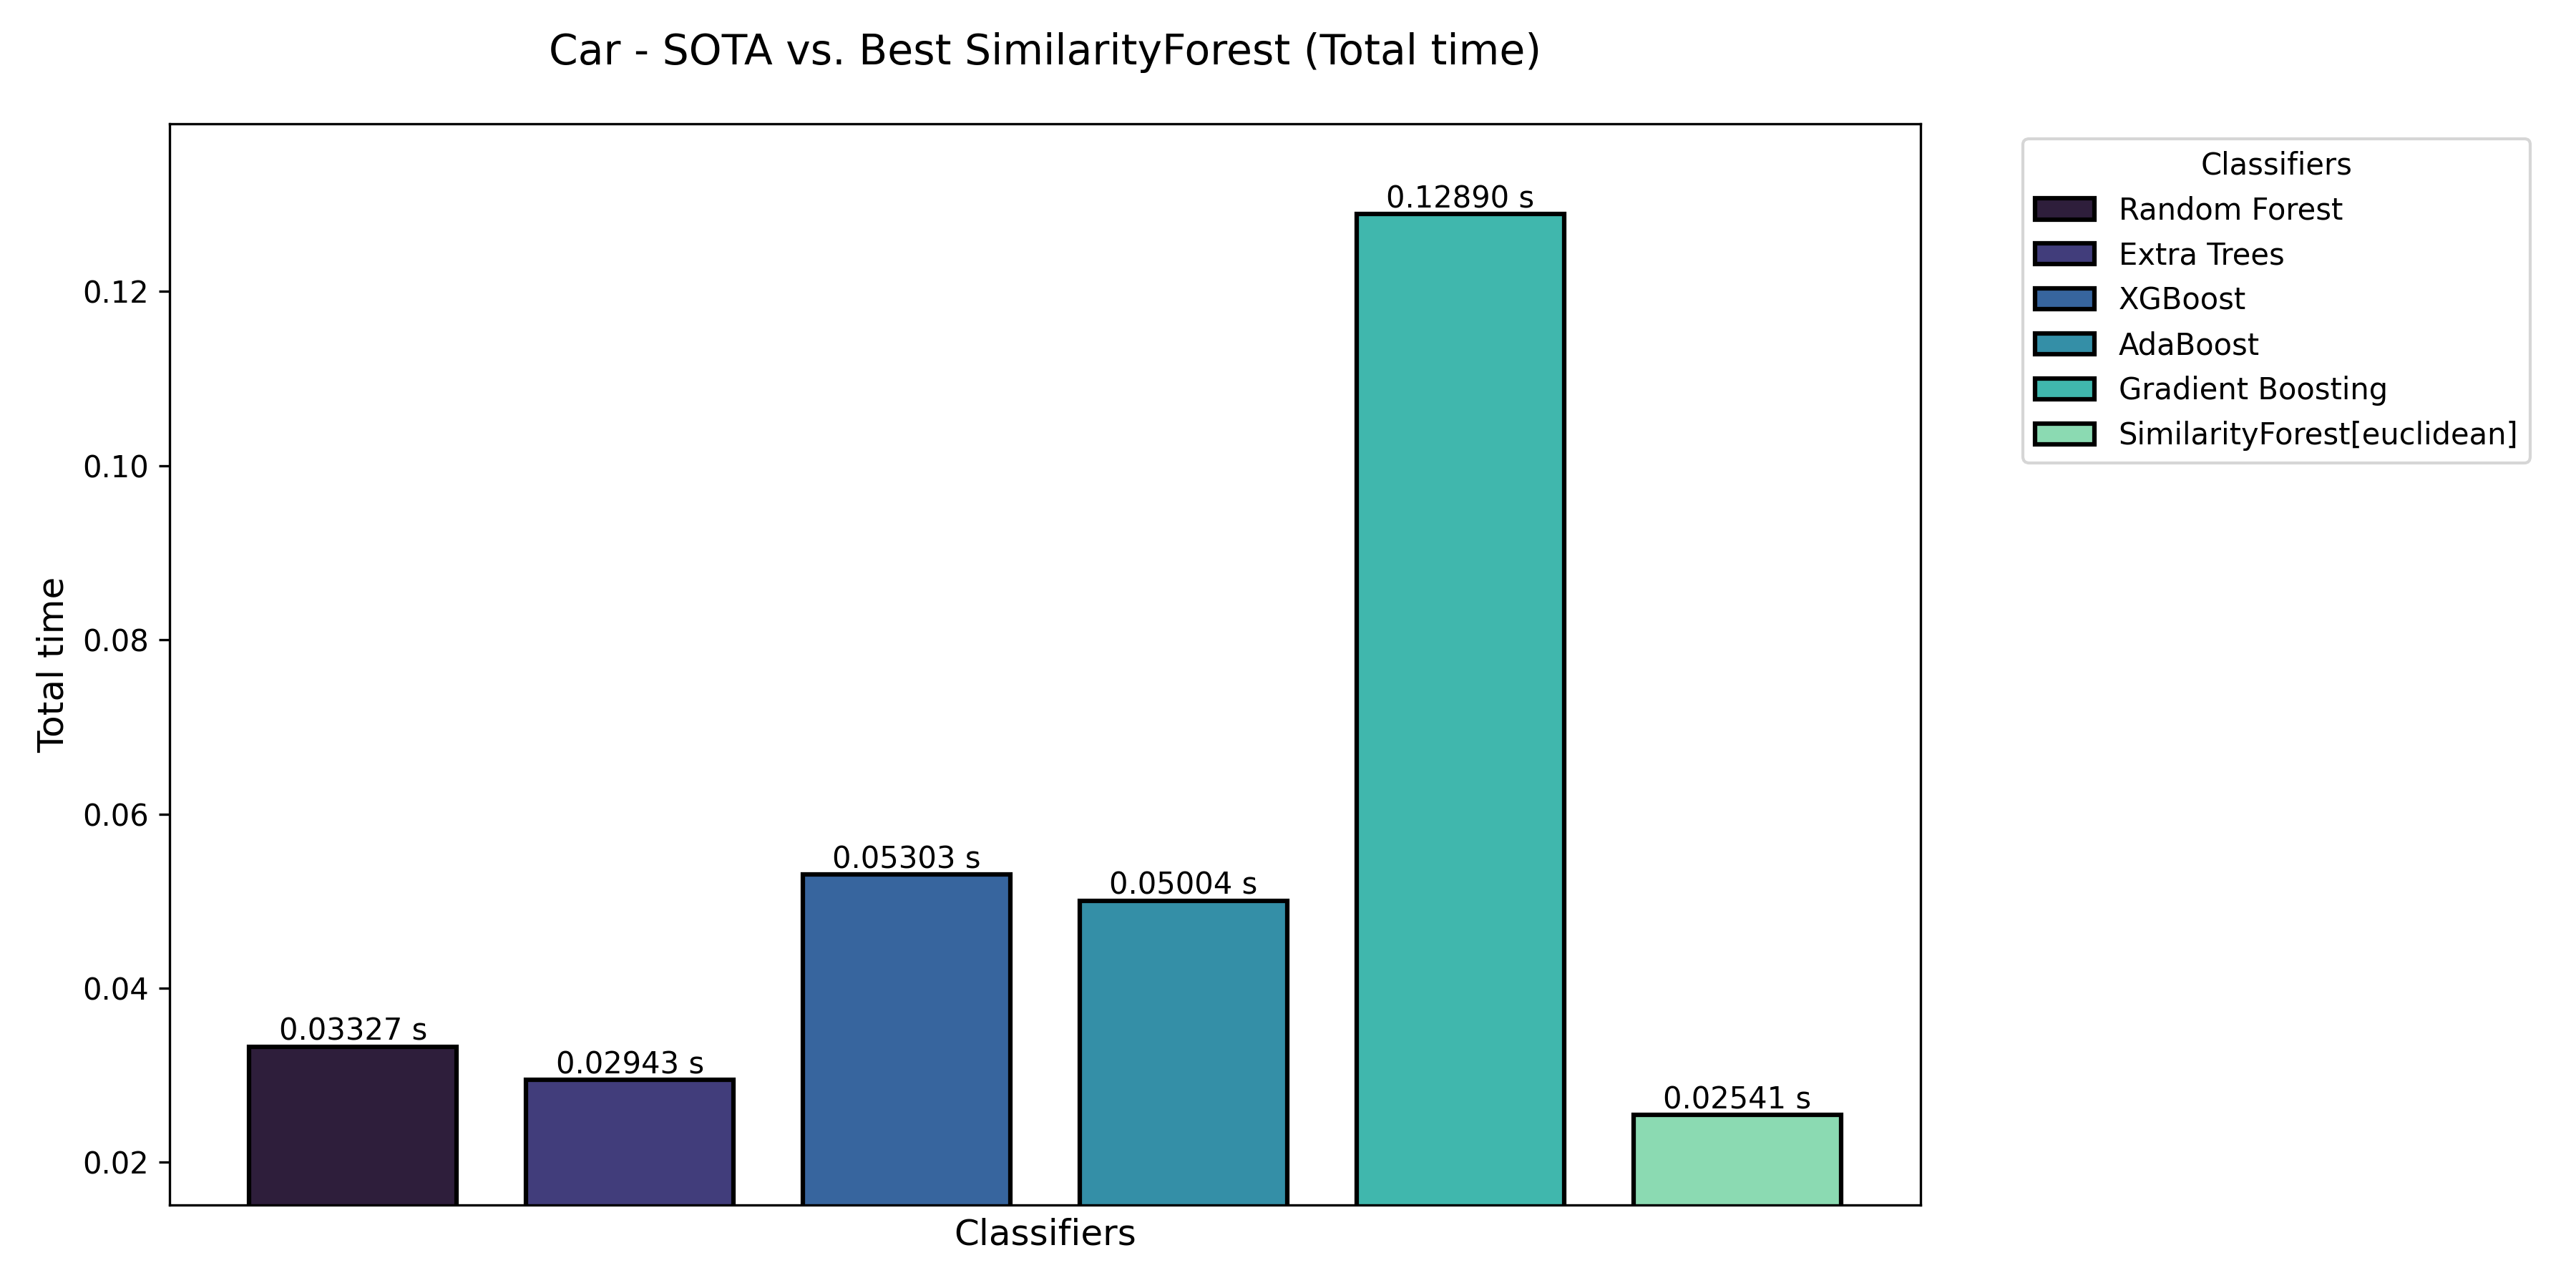 Car - SOTA vs. Best SimilarityForest (Total time)
Total time
0.12
0.10
0.08
0.06
0.04
0.02
0.03327 s
0.02943 s
0.05303 s
0.05004 s
0.12890 s
0.02541 s
Classifiers
Classifiers
Random Forest
Extra Trees
XGBoost
AdaBoost
Gradient Boosting
SimilarityForest[euclidean]